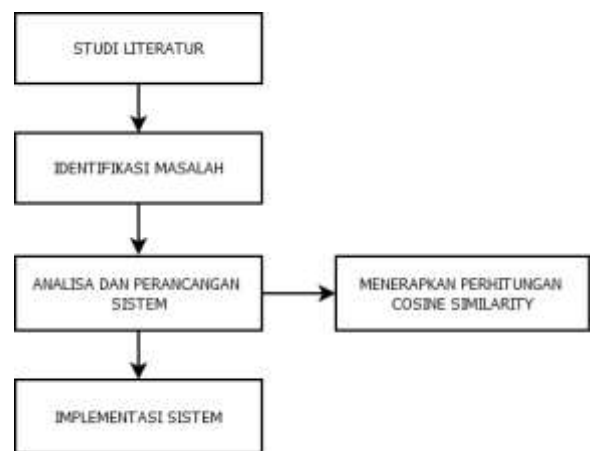 STUDI LITERATUR
IDENTIFIKASI MASALAH
ANALISA DAN PERANCANGAN
SISTEM
MENERAPKAN PERHITUNGAN
COSINE SIMILARITY
IMPLEMENTASI SISTEM